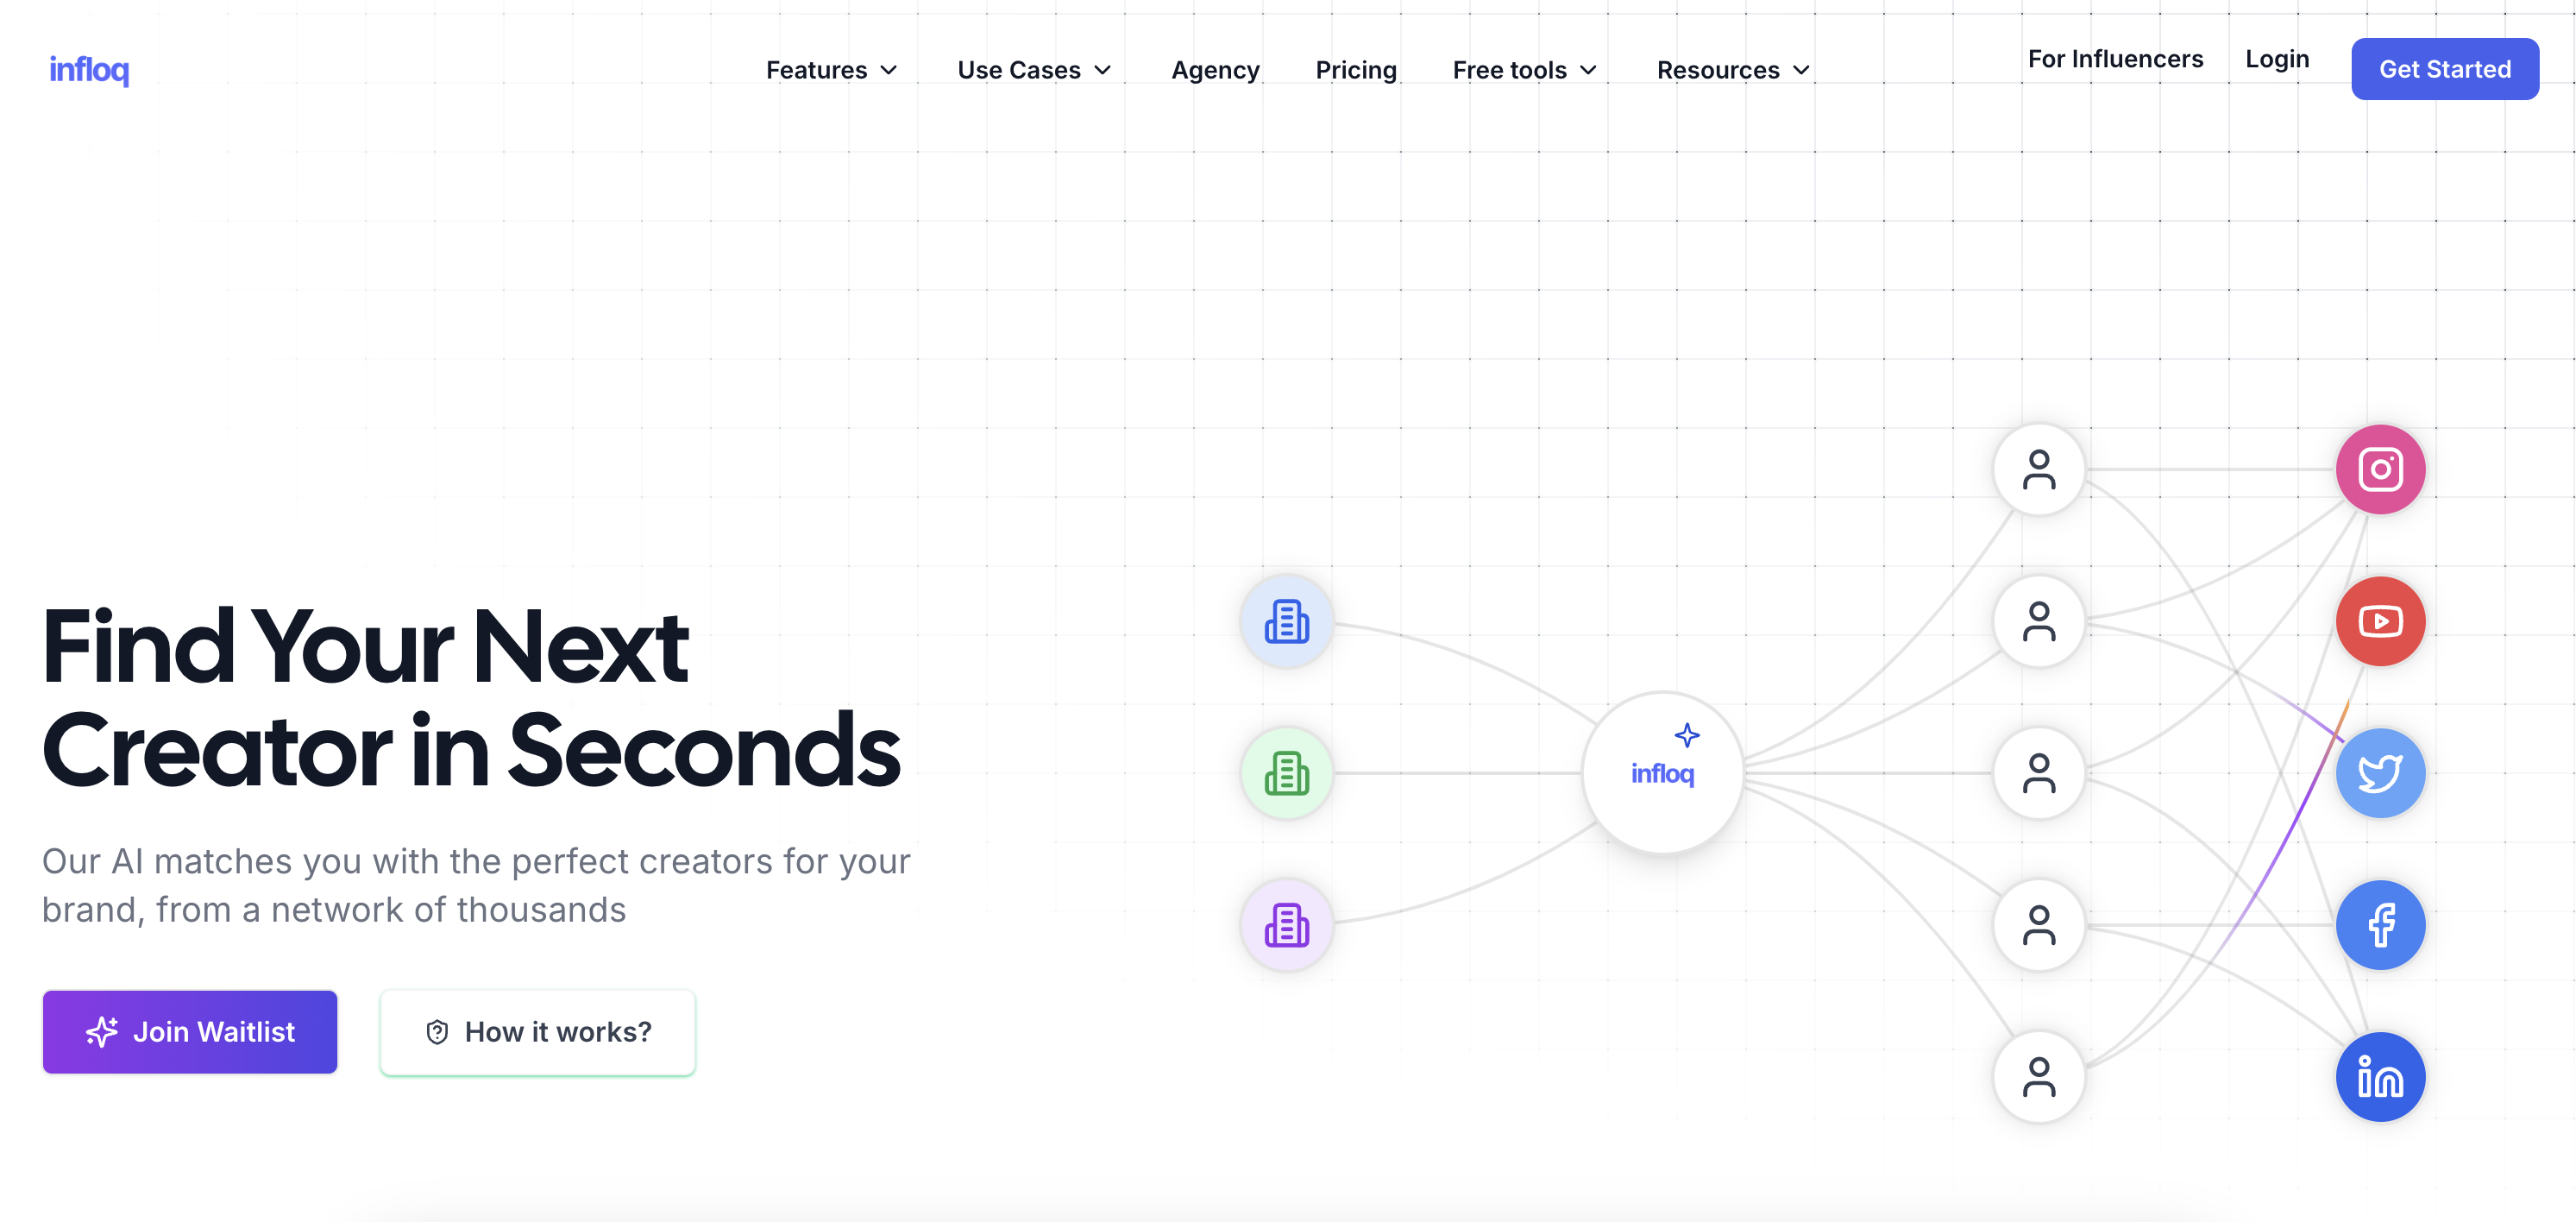 infloq
Features
Use Cases
Agency
Pricing
Free tools
Resources
For Influencers
Login
Get Started
Find Your Next
Creator in Seconds
Our AI matches you with the perfect creators for your
brand, from a network of thousands
Join Waitlist
How it works?
infloq
in